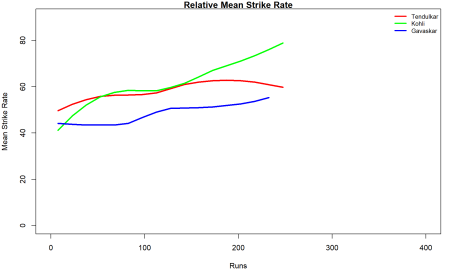 Relative Mean Strike Rate
Tendulkar
Kohli
Gavaskar
Mean Strike Rate
80
60
40
20
0
0 100 200 300 400
Runs